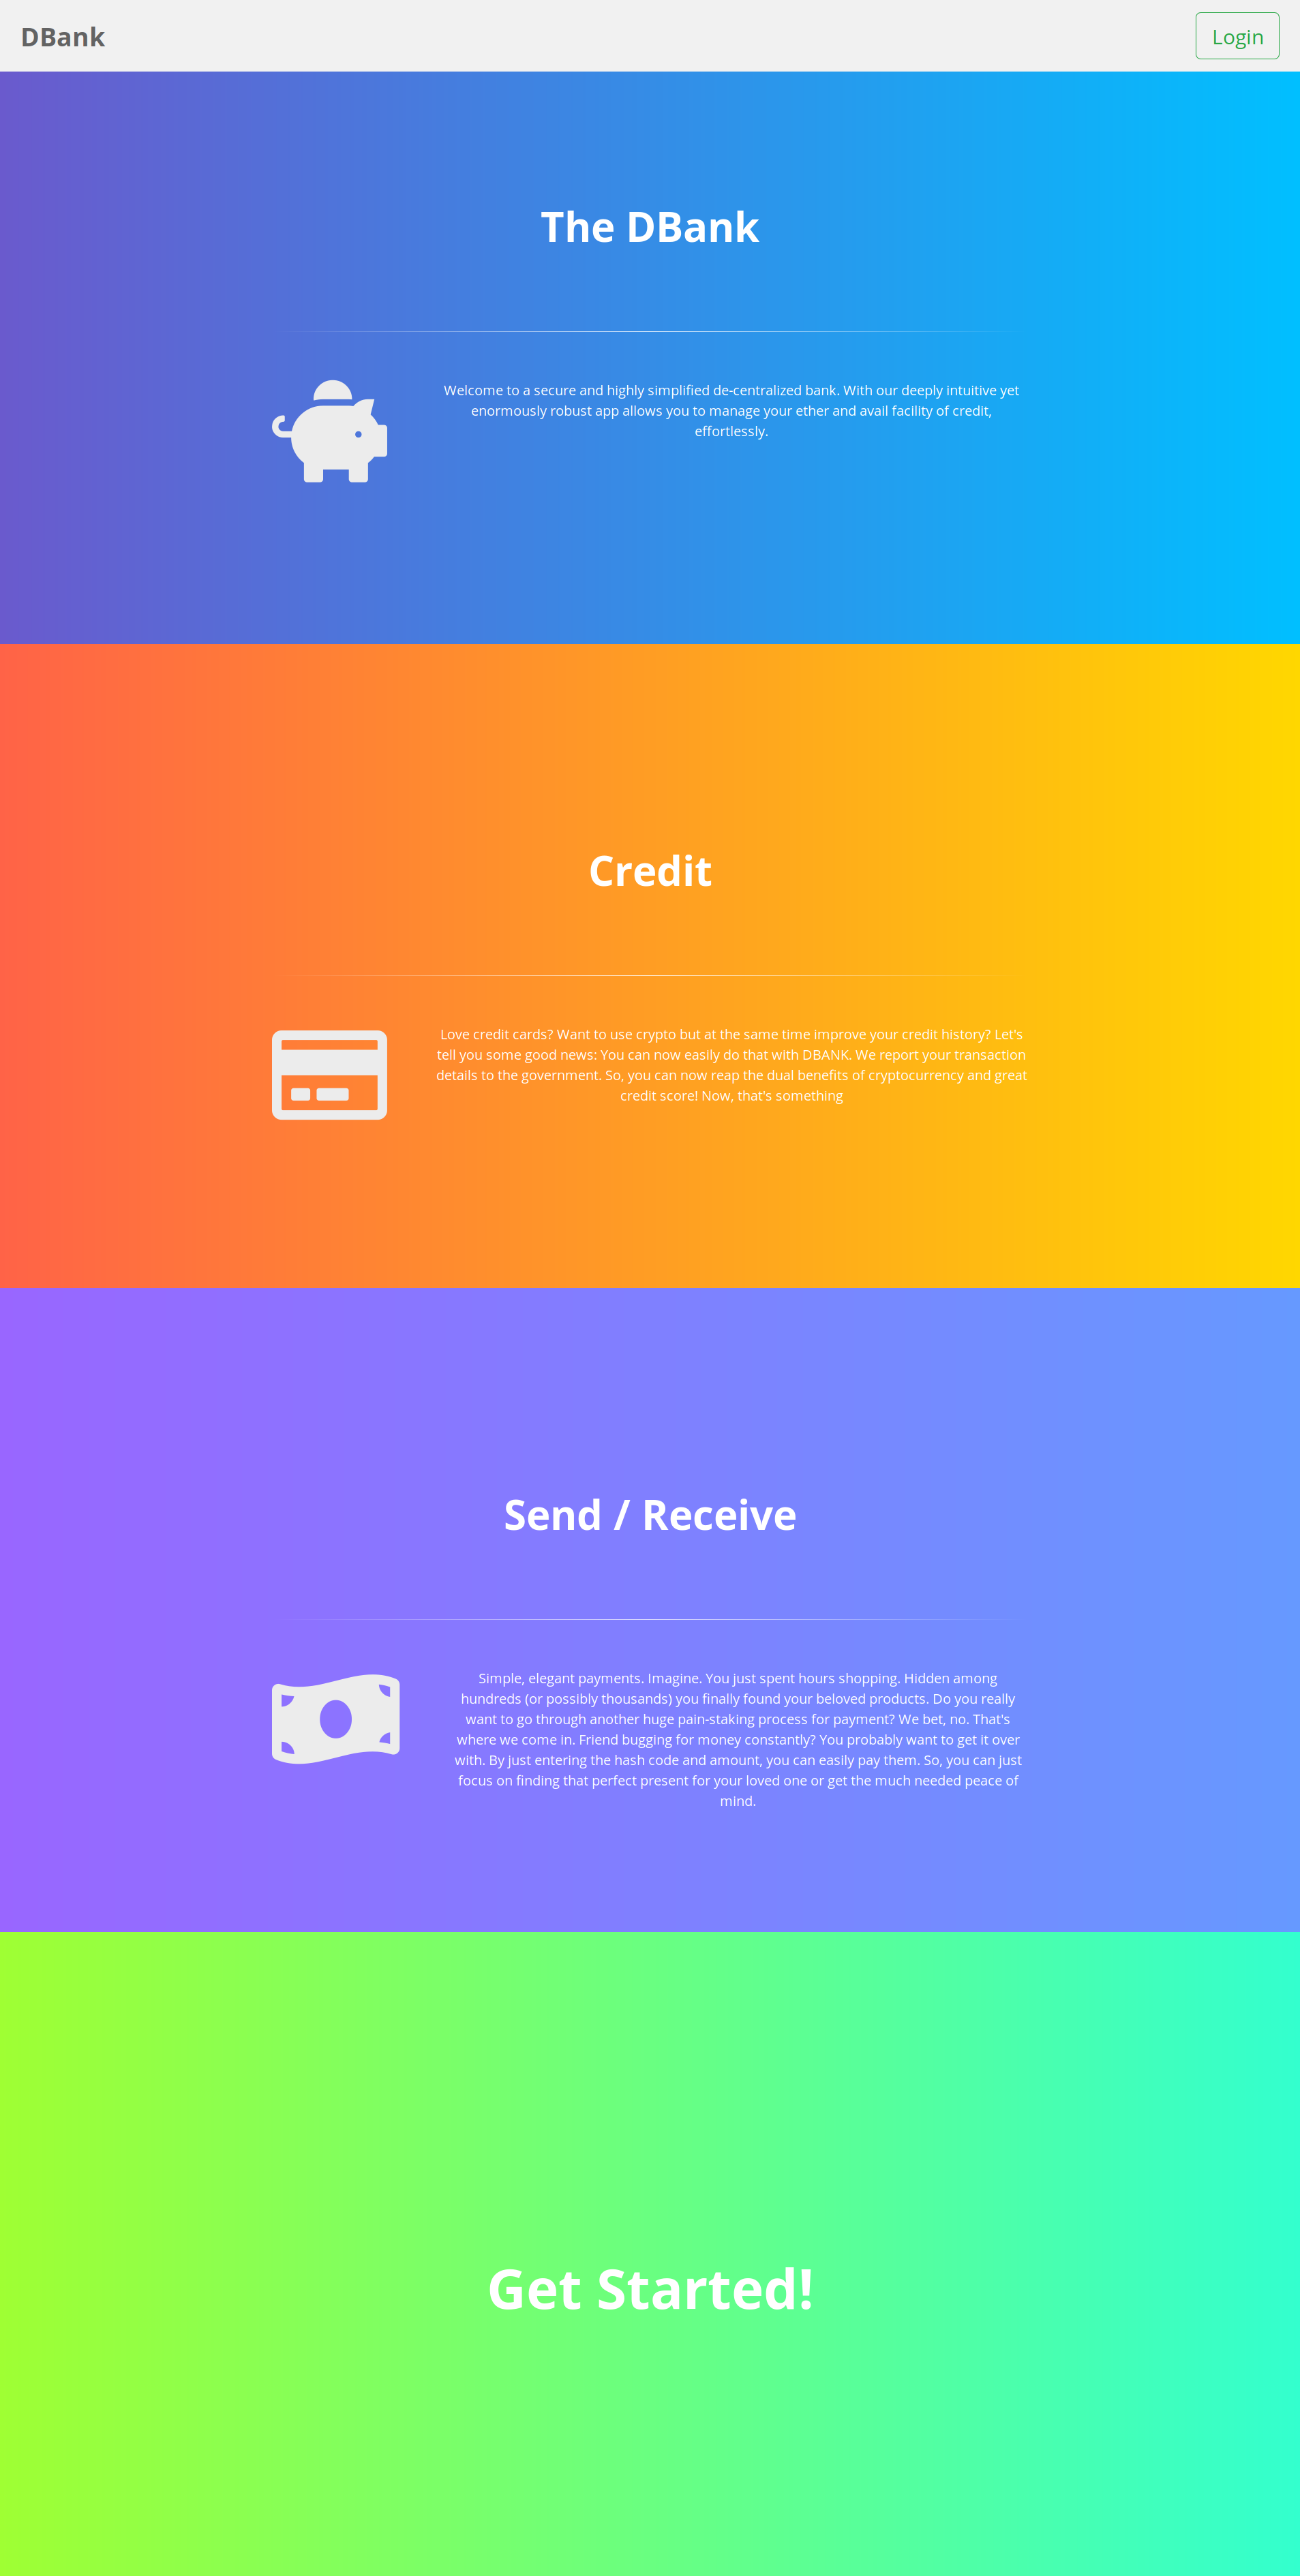 DBank
Login
The DBank
Welcome to a secure and highly simplified de-centralized bank. With our deeply intuitive yet
enormously robust app allows you to manage your ether and avail facility of credit,
effortlessly.
Credit
Love credit cards? Want to use crypto but at the same time improve your credit history? Let's
tell you some good news: You can now easily do that with DBANK. We report your transaction
details to the government. So, you can now reap the dual benefits of cryptocurrency and great
credit score! Now, that's something
Send / Receive
Simple, elegant payments. Imagine. You just spent hours shopping. Hidden among
hundreds (or possibly thousands) you finally found your beloved products. Do you really
want to go through another huge pain-staking process for payment? We bet, no. That's
where we come in. Friend bugging for money constantly? You probably want to get it over
with. By just entering the hash code and amount, you can easily pay them. So, you can just
focus on finding that perfect present for your loved one or get the much needed peace of
mind.
Get Started!